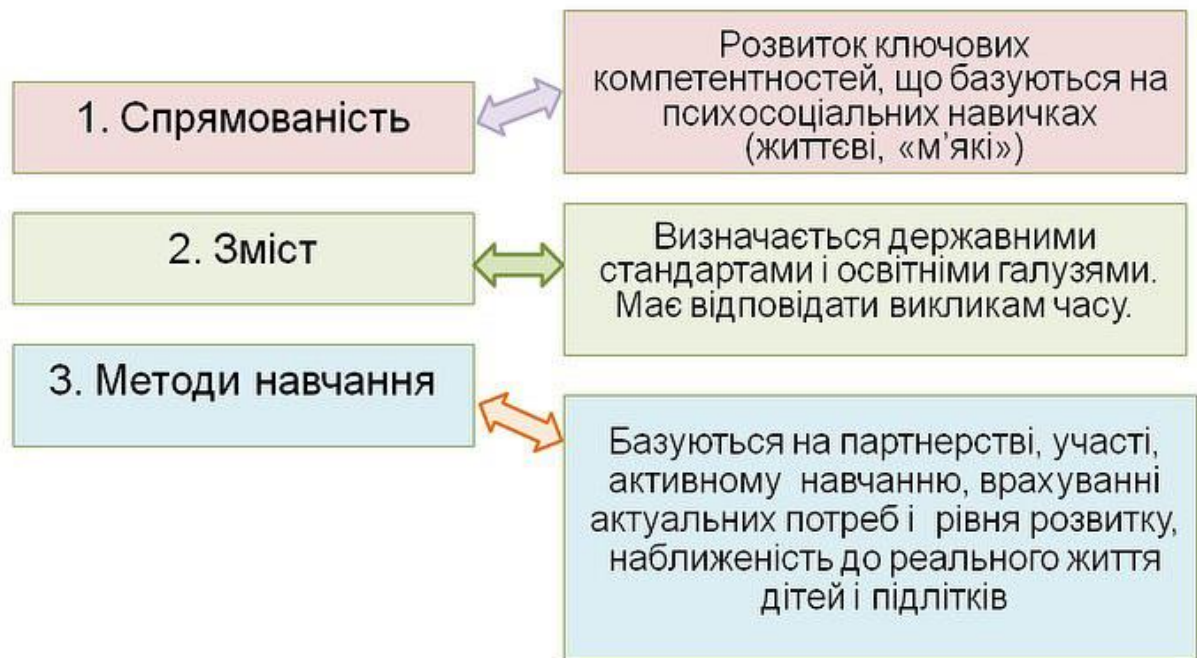 1. Спрямованість
Розвиток ключових
компетентностей, що базуються на
психосоціальних навичках
(життєві, «м’які»)
2. Зміст
Визначається державними
стандартами і освітніми галузями.
Має відповідати викликам часу.
3. Методи навчання
Базуються на партнерстві, участі,
активному навчанню, врахуванні
актуальних потреб і рівня розвитку,
наближеність до реального життя
дітей і підлітків